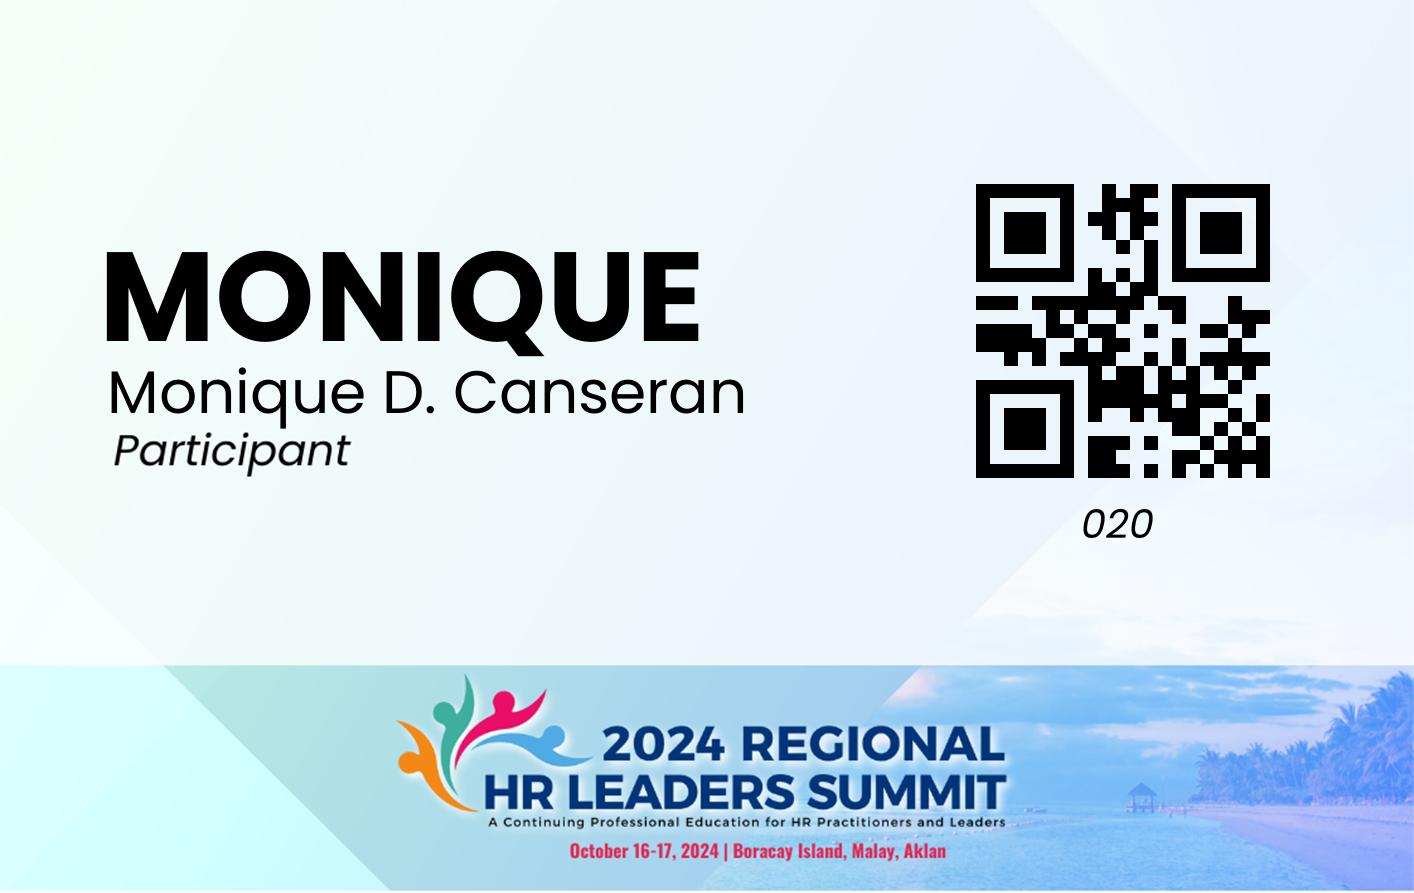 MONIQUE
Monique D. Canseran
Participant
020
2024 REGIONAL
HR LEADERS SUMMIT
A Continuing Professional Education for HR Practitioners and Leaders
October 16-17, 2024 | Boracay Island, Malay, Aklan